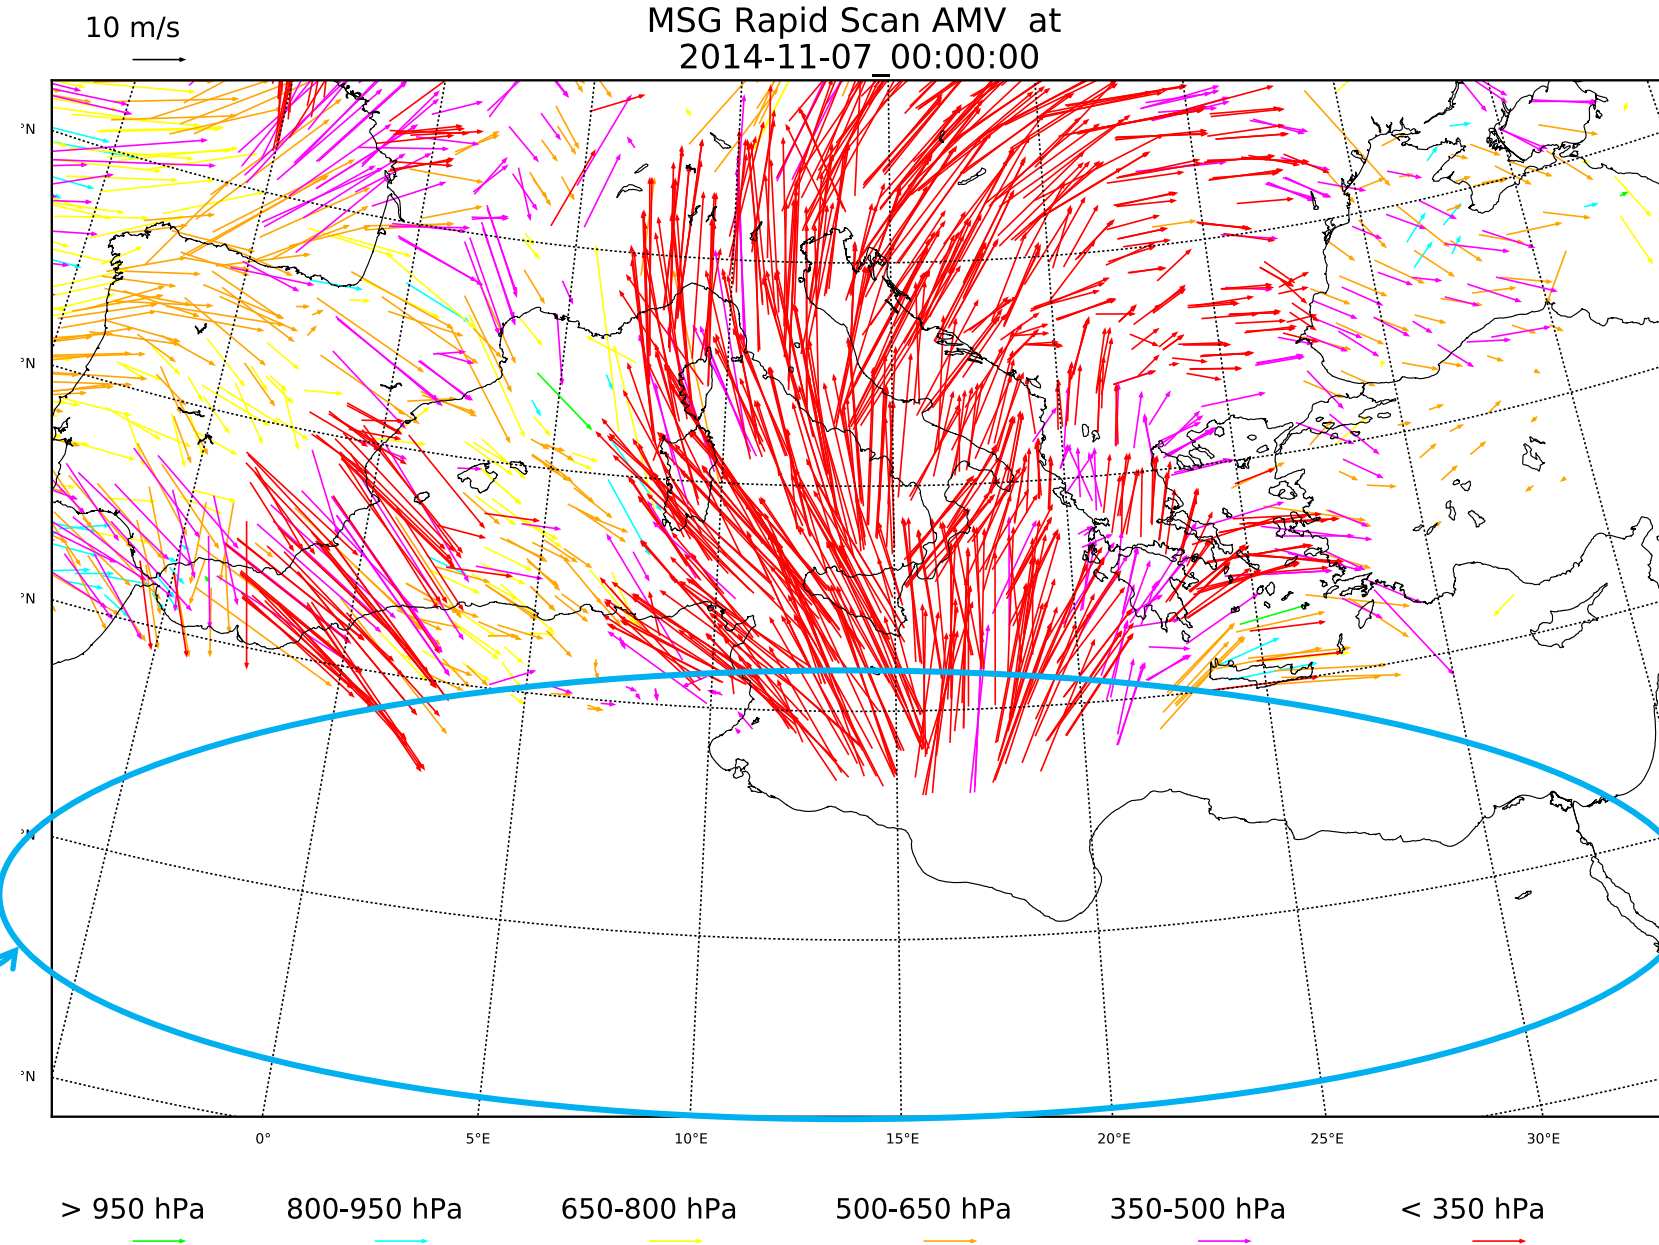 10 m/s
MSG Rapid Scan AMV at
2014-11-07_00:00:00
°N
°N
°N
°N
°N
0°
5°E
10°E
15°E
20°E
25°E
30°E
> 950 hPa
800-950 hPa
650-800 hPa
500-650 hPa
350-500 hPa
< 350 hPa